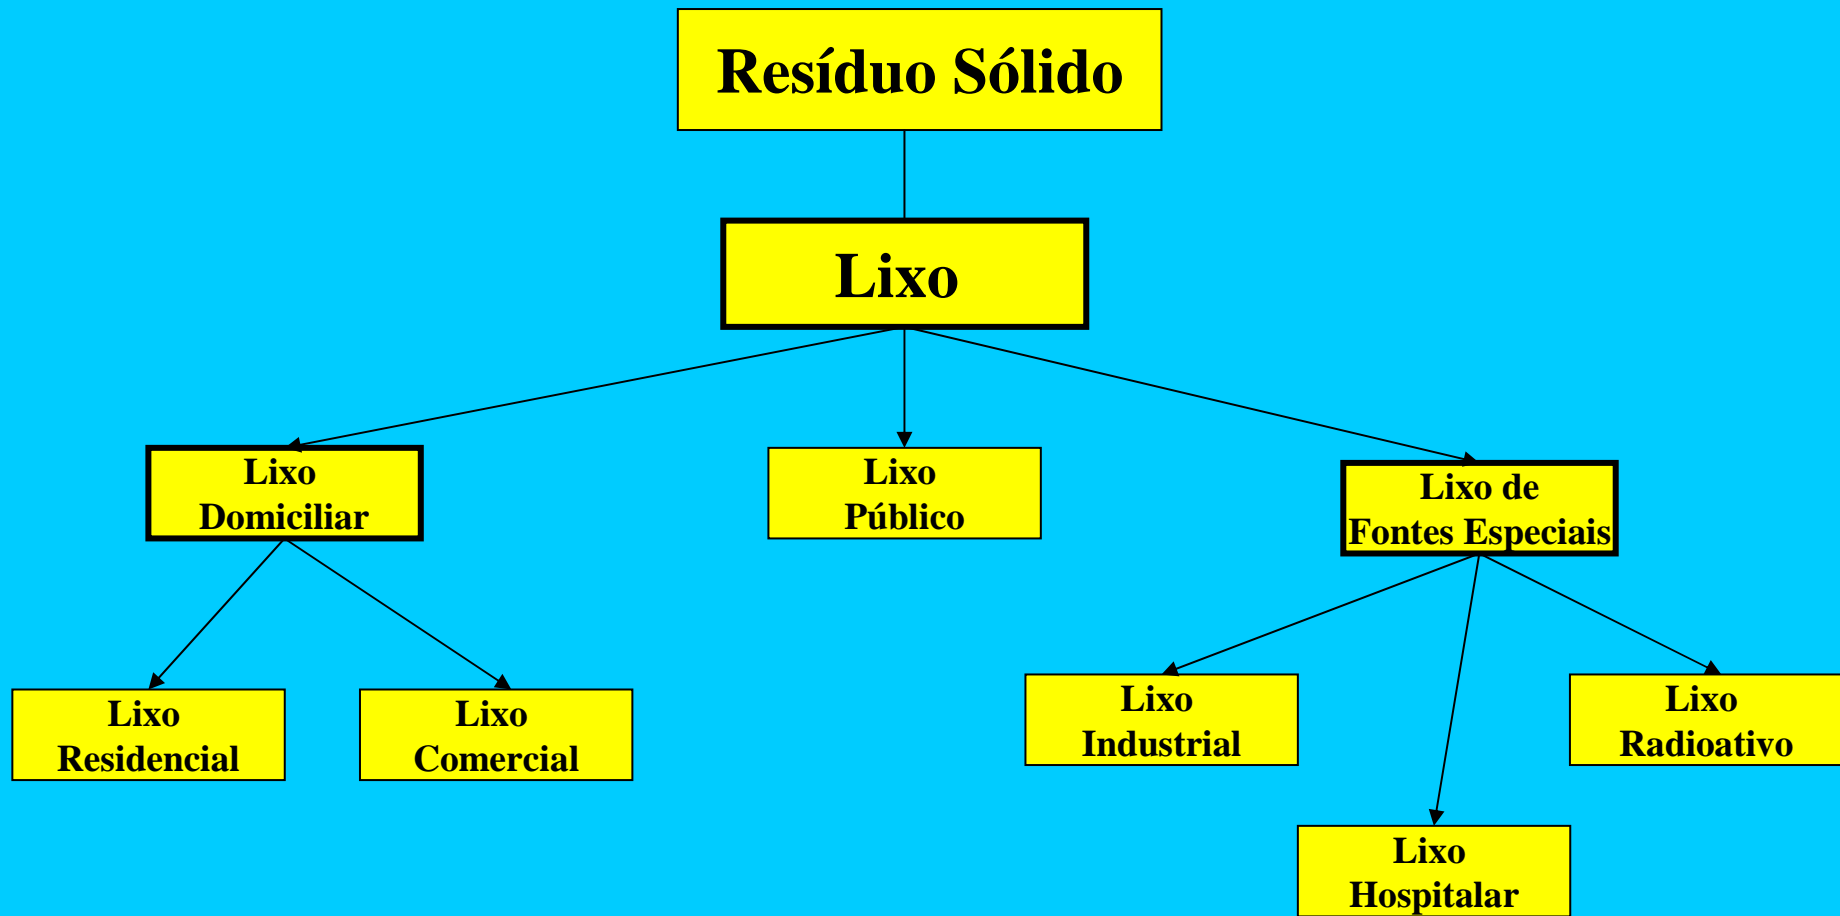 Resíduo Sólido
Lixo
Lixo
Domiciliar
Lixo
Público
Lixo de
Fontes Especiais
Lixo
Residencial
Lixo
Comercial
Lixo
Industrial
Lixo
Radioativo
Lixo
Hospitalar